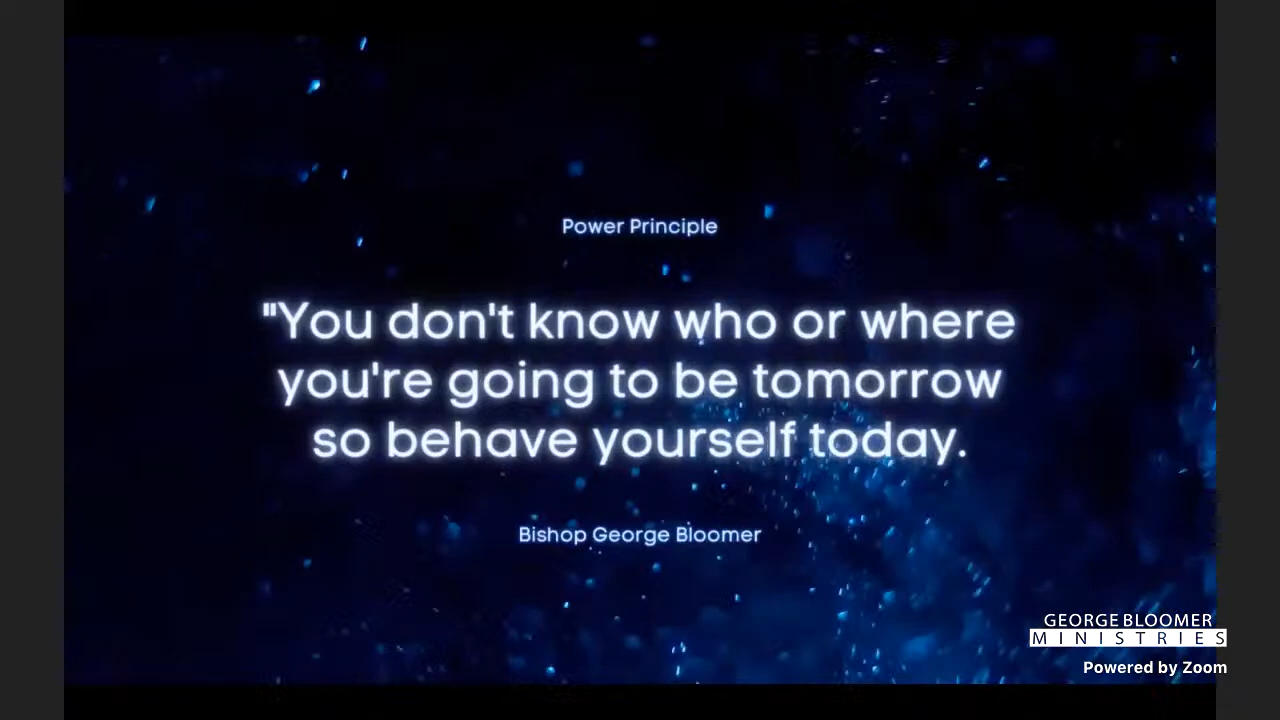 Power Principle
"You don't know who or where
you're going to be tomorrow
so behave yourself today.
Bishop George Bloomer
GEORGE BLOOMER
MINISTRIES
Powered by Zoom